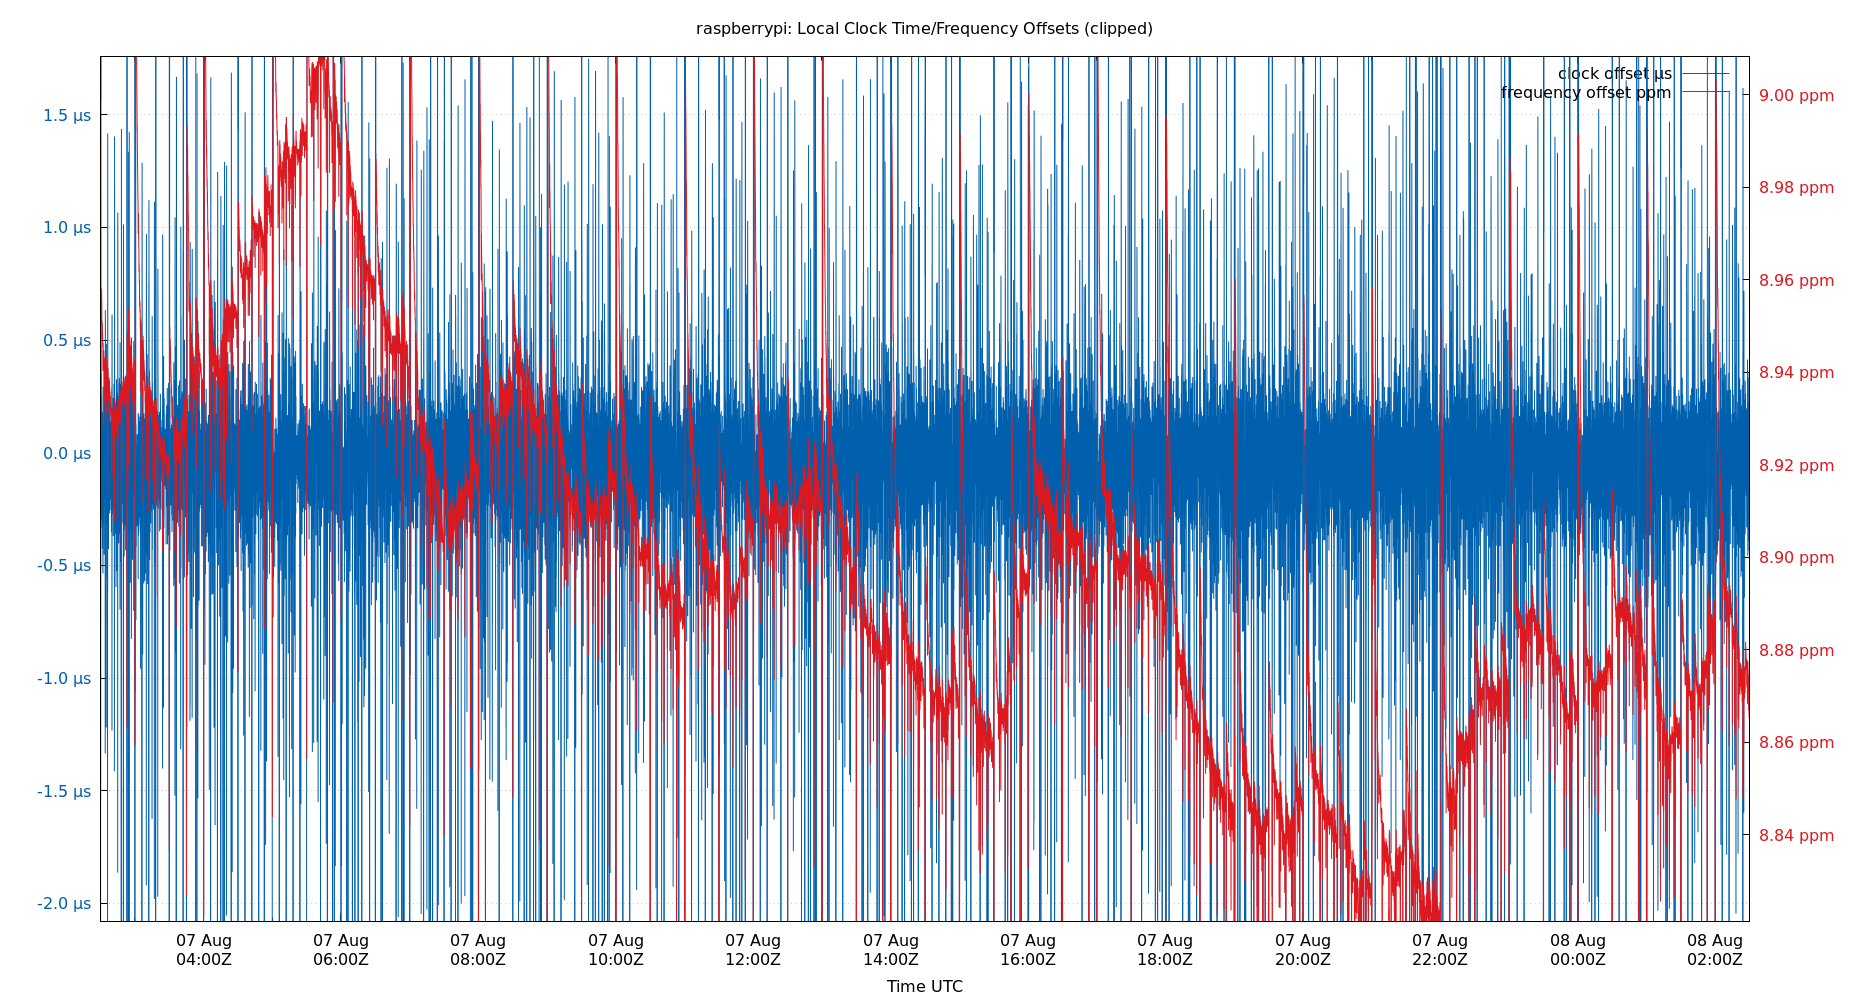 raspberrypi: Local Clock Time/Frequency Offsets (clipped)
clock offset µs
frequency offset ppm
1.5 µs
1.0 µs
0.5 µs
0.0 µs
-0.5 µs
-1.0 µs
-1.5 µs
-2.0 µs
9.00 ppm
8.98 ppm
8.96 ppm
8.94 ppm
8.92 ppm
8.90 ppm
8.88 ppm
8.86 ppm
8.84 ppm
07 Aug 07 Aug 07 Aug 07 Aug 07 Aug 07 Aug 07 Aug 07 Aug 07 Aug 07 Aug 08 Aug 08 Aug
04:00Z 06:00Z 08:00Z 10:00Z 12:00Z 14:00Z 16:00Z 18:00Z 20:00Z 22:00Z 00:00Z 02:00Z
Time UTC